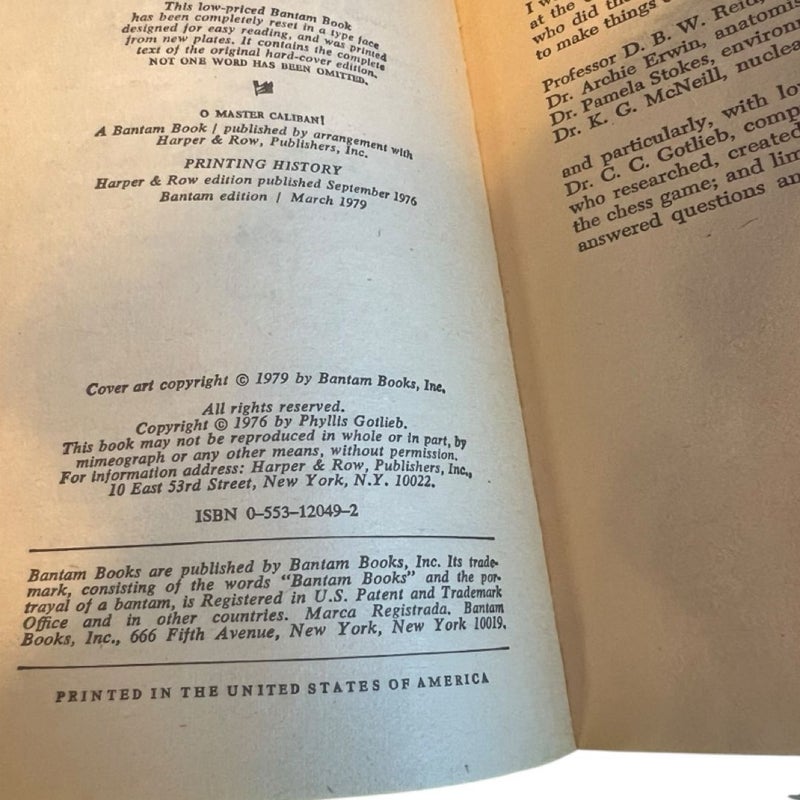 This low-priced Bantam Book
has been completely reset in a type face
designed for easy reading, and was printed
from new plates. It contains the complete
text of the original hard-cover edition.
NOT ONE WORD HAS BEEN OMITTED.
O MASTER CALIBAN!
A Bantam Book / published by arrangement with
Harper & Row, Publishers, Inc.
PRINTING HISTORY
Harper & Row edition published September 1976
Bantam edition / March 1979
Cover art copyright © 1979 by Bantam Books, Inc.
All rights reserved.
Copyright © 1976 by Phyllis Gotlieb.
This book may not be reproduced in whole or in part, by
mimeograph or any other means, without permission.
For information address: Harper & Row, Publishers, Inc.,
10 East 53rd Street, New York, N.Y. 10022.
ISBN 0-553-12049-2
Bantam Books are published by Bantam Books, Inc. Its trade-
mark, consisting of the words "Bantam Books" and the por-
trayal of a bantam, is Registered in U.S. Patent and Trademark
Office and in other countries. Marca Registrada. Bantam
Books, Inc., 666 Fifth Avenue, New York, New York 10019.
PRINTED IN THE UNITED STATES OF AMERICA
I
at the
who did
to make things
Professor D. B. W. Reid,
Dr. Archie Erwin, anatomis
Dr. Pamela Stokes, environ
Dr. K. G. McNeill, nuclea
and particularly, with lo
Dr. C. C. Gotlieb, comp
who researched, created
the chess game; and lim
answered questions an